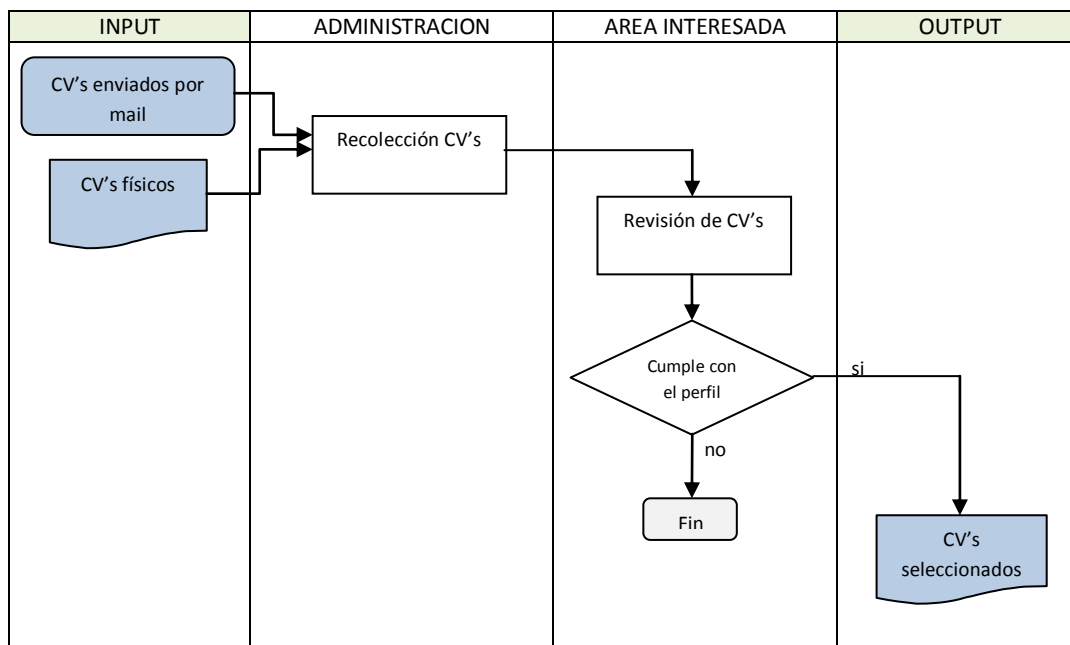 INPUT
ADMINISTRACION
AREA INTERESADA
OUTPUT
CV's enviados por
mail
CV's físicos
Recolección CV's
Revisión de CV's
Cumple con
el perfil
si
no
Fin
CV's
seleccionados